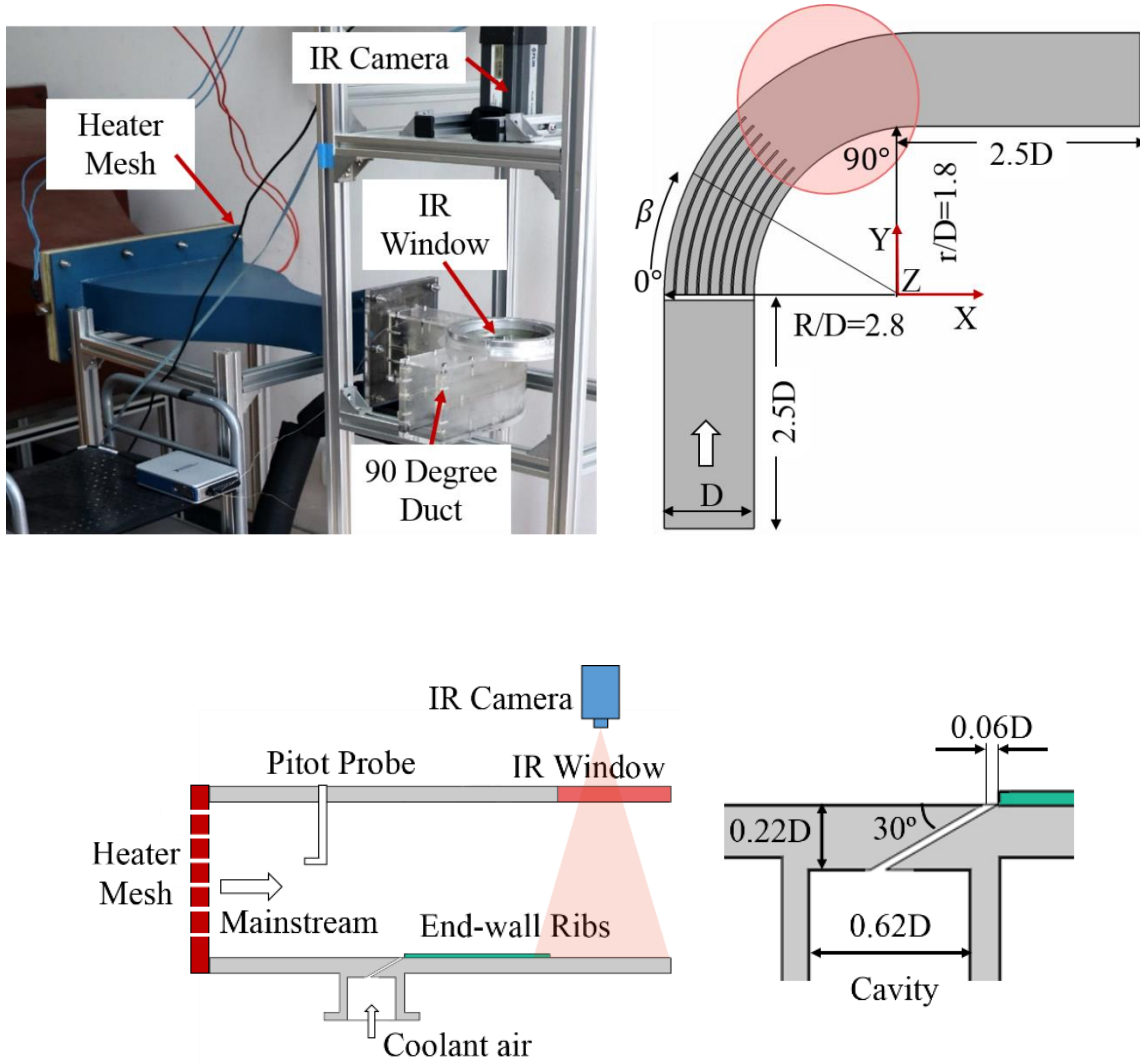 IR Camera
Heater
Mesh
IR
Window
90 Degree
Duct
90°
2.5D
r/D=1.8
β
0°
Y
Z
X
R/D=2.8
2.5D
D
IR Camera
Pitot Probe
IR Window
Heater
Mesh
Mainstream
End-wall Ribs
Coolant air
0.06D
0.22D
30º
0.62D
Cavity